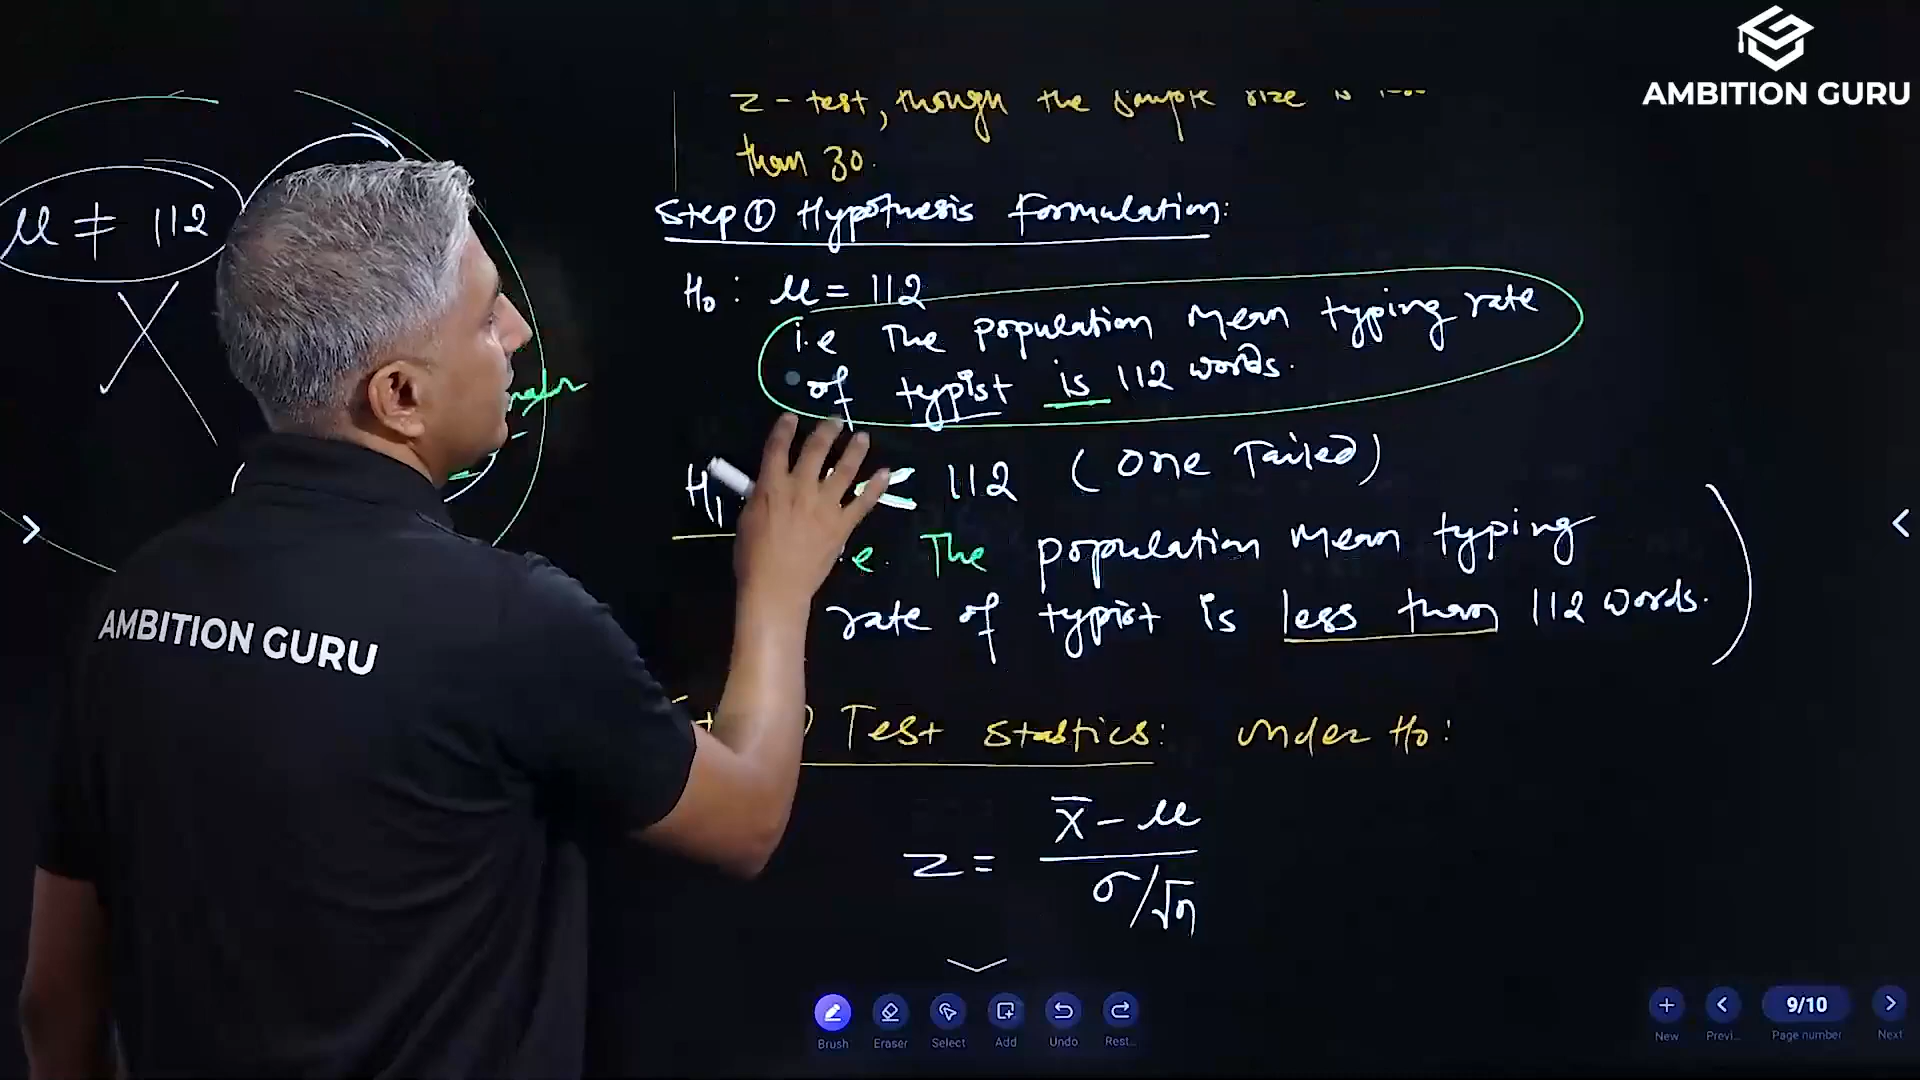 AMBITION GURU
z - test, though the sample size is
than 30.
Step ① Hypothesis Formulation:
μ ≠ 112
X
H₀ : μ = 112
i.e The population mean typing rate
of typist is 112 words.
H₁ < 112 (One Tailed)
e. The population mean typing
rate of typist is less than 112 words.
Test Stastics: Under H₀:
z = x̄ - μ / σ/√n
AMBITION GURU
Brush Eraser Select Add Undo Rest... New Previ... 9/10 Page number Next